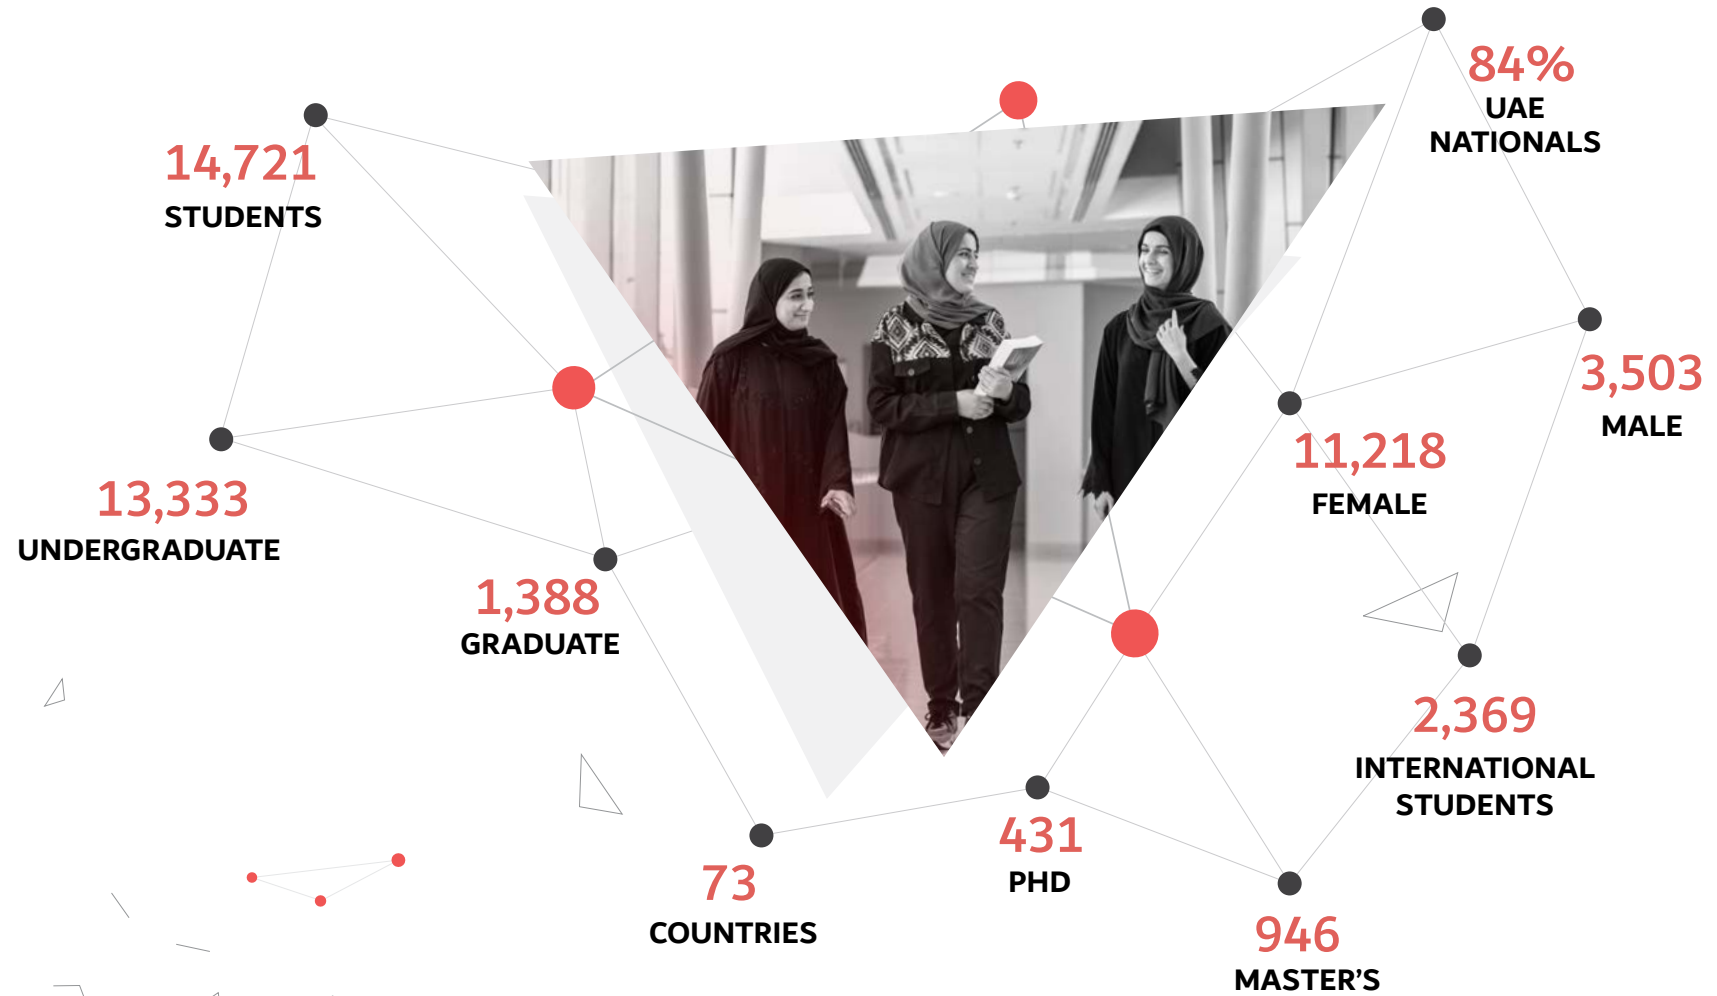 84%
UAE
NATIONALS
14,721
STUDENTS
3,503
MALE
11,218
FEMALE
13,333
UNDERGRADUATE
1,388
GRADUATE
2,369
INTERNATIONAL
STUDENTS
431
PHD
73
COUNTRIES
946
MASTER’S